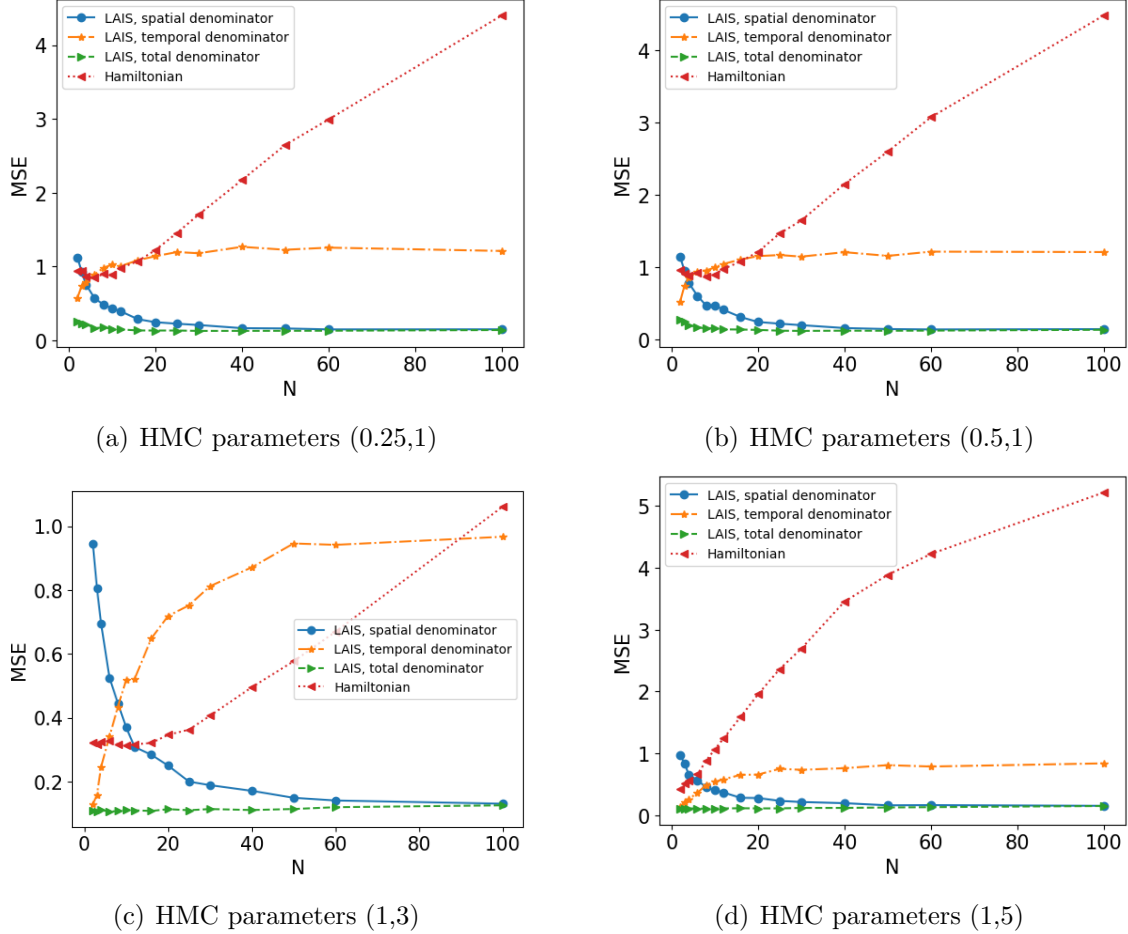 LAIS, spatial denominator
LAIS, temporal denominator
LAIS, total denominator
Hamiltonian
4
3
2
1
0
MSE
0 20 40 60 80 100
N
(a) HMC parameters (0.25,1)
LAIS, spatial denominator
LAIS, temporal denominator
LAIS, total denominator
Hamiltonian
4
3
2
1
0
MSE
0 20 40 60 80 100
N
(b) HMC parameters (0.5,1)
1.0
0.8
0.6
0.4
0.2
MSE
LAIS, spatial denominator
LAIS, temporal denominator
LAIS, total denominator
Hamiltonian
0 20 40 60 80 100
N
(c) HMC parameters (1,3)
LAIS, spatial denominator
LAIS, temporal denominator
LAIS, total denominator
Hamiltonian
5
4
3
2
1
0
MSE
0 20 40 60 80 100
N
(d) HMC parameters (1,5)